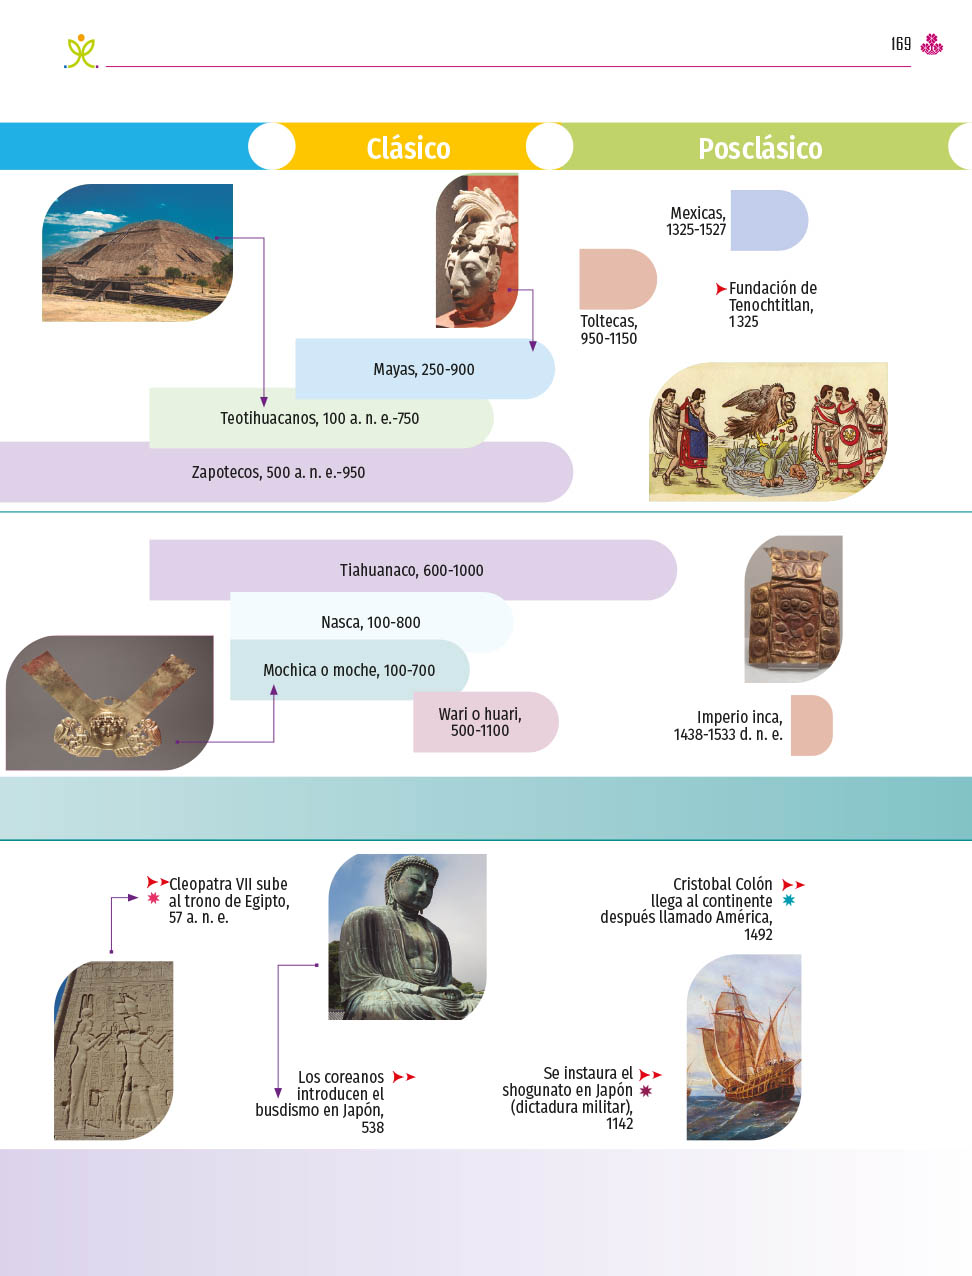 169
Clásico
Posclásico
Mexicas,
1325-1527
Toltecas,
950-1150
Fundación de
Tenochtitlan,
1325
Mayas, 250-900
Teotihuacanos, 100 a. n. e.-750
Zapotecos, 500 a. n. e.-950
Tiahuanaco, 600-1000
Nasca, 100-800
Mochica o moche, 100-700
Wari o huari,
500-1100
Imperio inca,
1438-1533 d. n. e.
Cleopatra VII sube
al trono de Egipto,
57 a. n. e.
Cristobal Colón
llega al continente
después llamado América,
1492
Los coreanos
introducen el
busdismo en Japón,
538
Se instaura el
shogunato en Japón
(dictadura militar),
1142